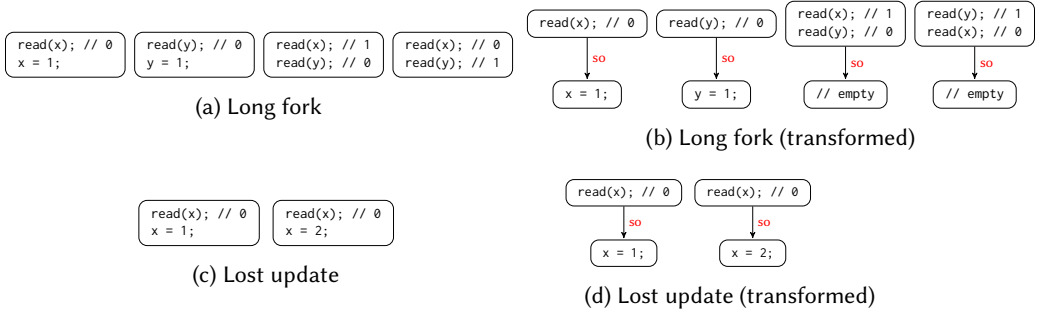 read(x); // 0
x = 1;
read(y); // 0
y = 1;
read(x); // 1
read(y); // 0
read(x); // 0
read(y); // 1
(a) Long fork
read(x); // 0
so
x = 1;
read(y); // 0
so
y = 1;
read(x); // 1
read(y); // 0
so
// empty
read(y); // 1
read(x); // 0
so
// empty
(b) Long fork (transformed)
read(x); // 0
x = 1;
read(x); // 0
x = 2;
(c) Lost update
read(x); // 0
so
x = 1;
read(x); // 0
so
x = 2;
(d) Lost update (transformed)